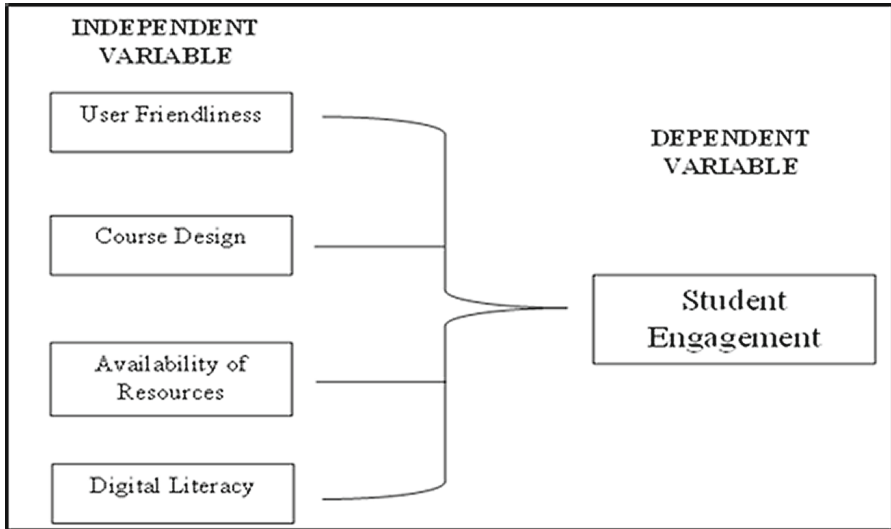 INDEPENDENT
VARIABLE
User Friendliness
Course Design
Availability of
Resources
Digital Literacy
DEPENDENT
VARIABLE
Student
Engagement